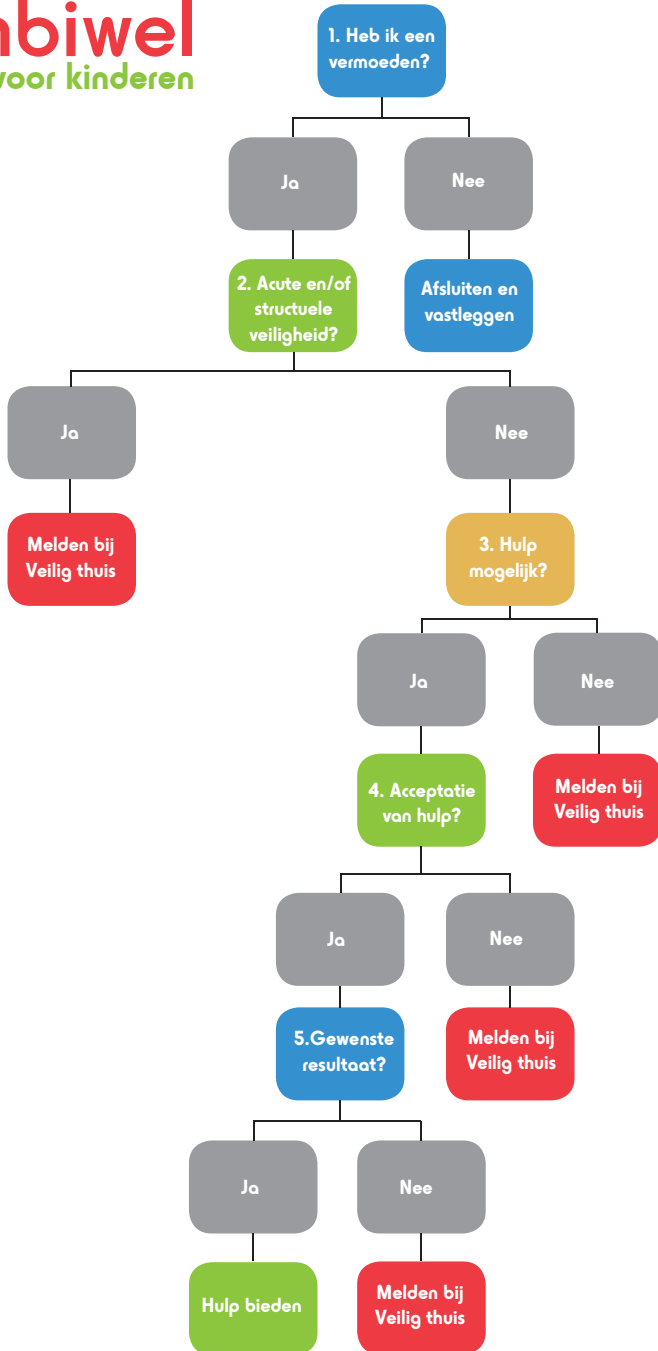 voor kinderen
1. Heb ik een
vermoeden?
Ja
Nee
2. Acute en/of
structuele
veiligheid?
Afsluiten en
vastleggen
Ja
Nee
Melden bij
Veilig thuis
3. Hulp
mogelijk?
Ja
Nee
4. Acceptatie
van hulp?
Melden bij
Veilig thuis
Ja
Nee
5.Gewenste
resultaat?
Melden bij
Veilig thuis
Ja
Nee
Hulp bieden
Melden bij
Veilig thuis